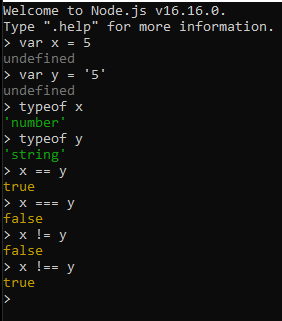 Welcome to Node.js v16.16.0.
Type ".help" for more information.
> var x = 5
undefined
> var y = '5'
undefined
> typeof x
'number'
> typeof y
'string'
> x == y
true
> x === y
false
> x != y
false
> x !== y
true
>